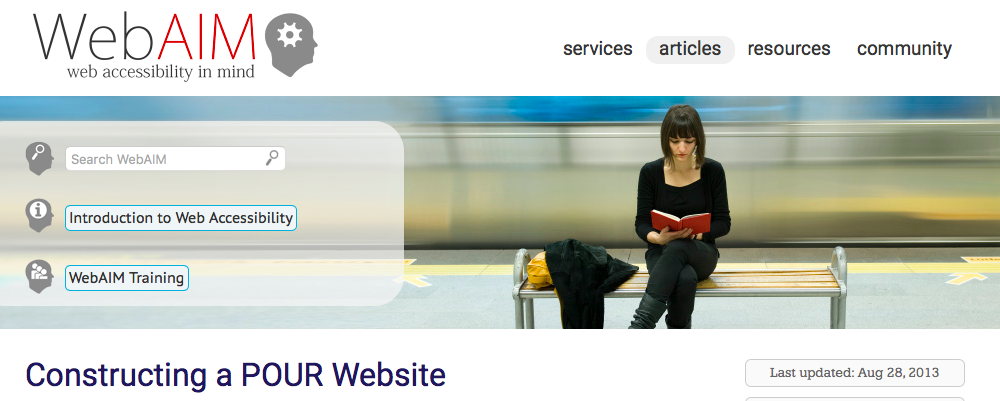 WebAIM
web accessibility in mind
services articles resources community
Search WebAIM
Introduction to Web Accessibility
WebAIM Training
Constructing a POUR Website
Last updated: Aug 28, 2013